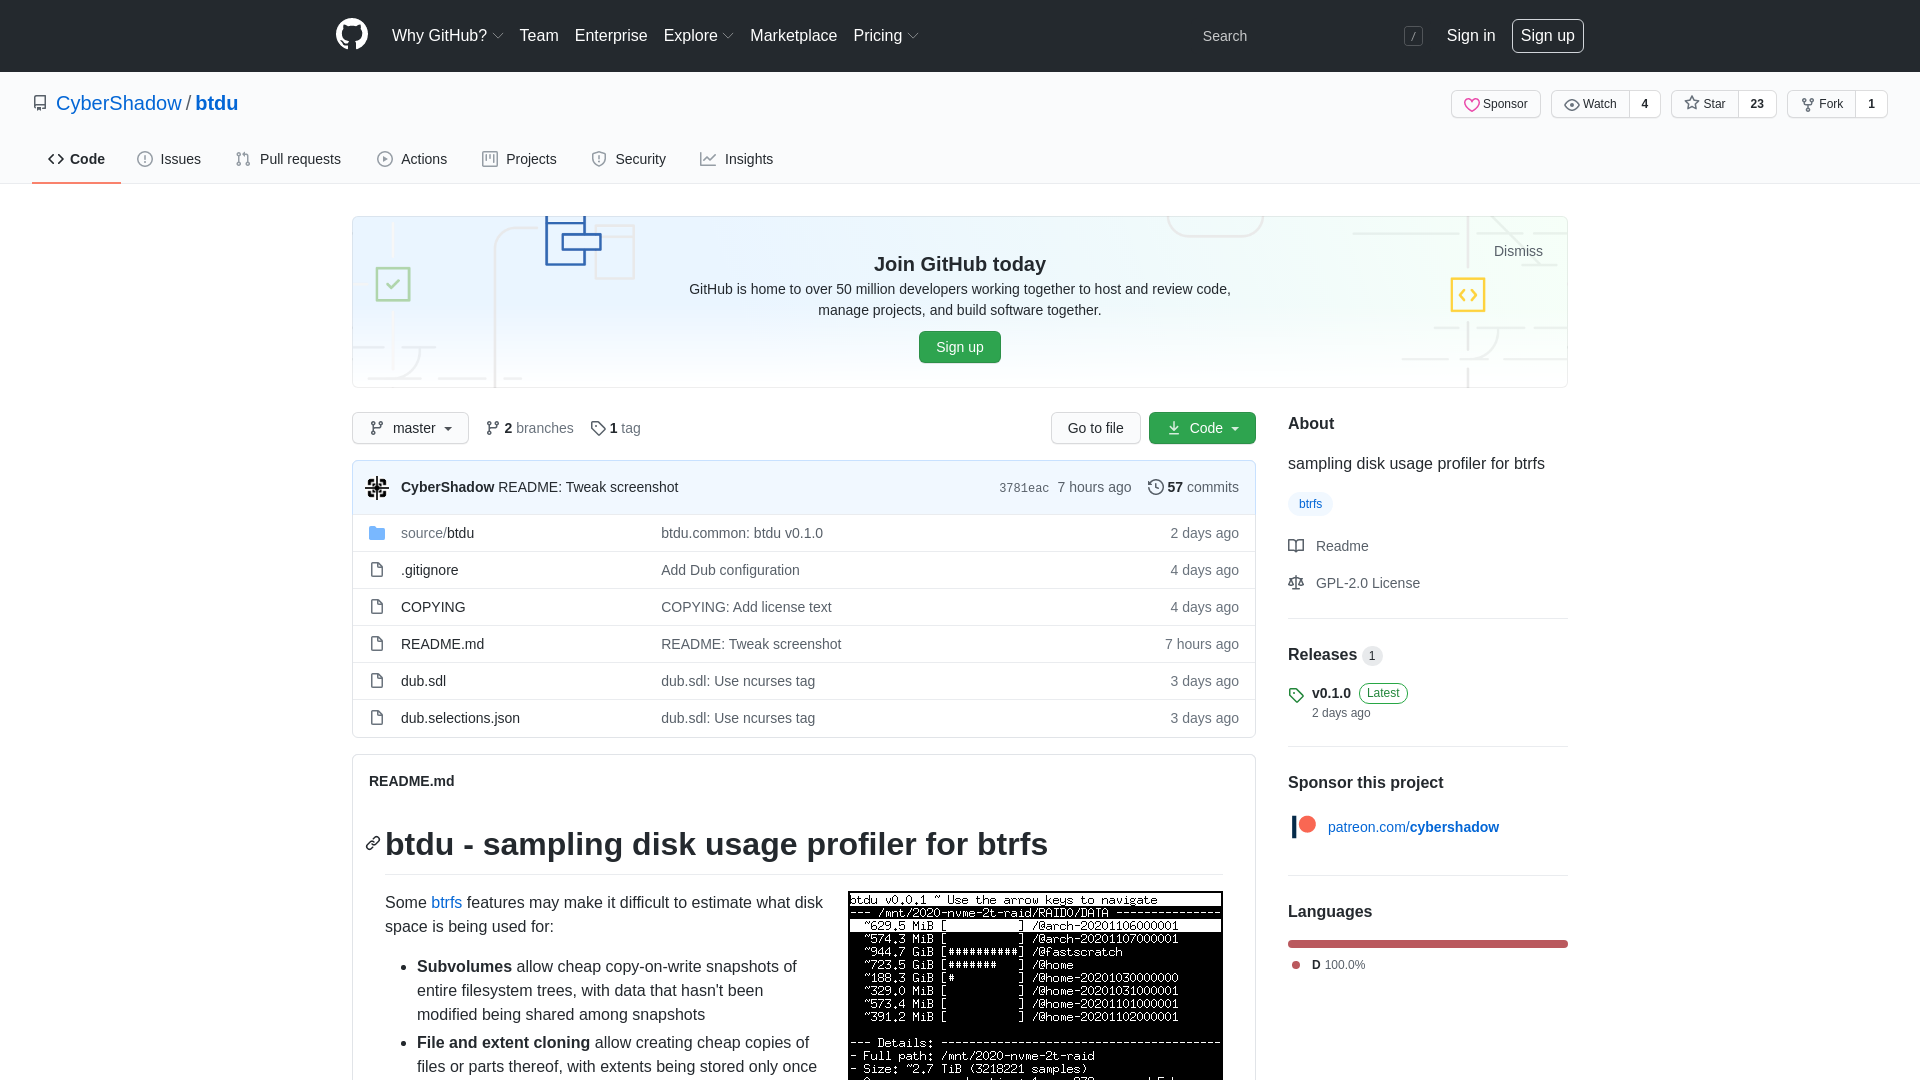 Why GitHub? Team Enterprise Explore Marketplace Pricing Search / Sign in Sign up
CyberShadow / btdu
Sponsor Watch 4 Star 23 Fork 1
Code Issues Pull requests Actions Projects Security Insights
Dismiss
Join GitHub today
GitHub is home to over 50 million developers working together to host and review code,
manage projects, and build software together.
Sign up
master 2 branches 1 tag Go to file Code
CyberShadow README: Tweak screenshot 3781eac 7 hours ago 57 commits
source/btdu btdu.common: btdu v0.1.0 2 days ago
.gitignore Add Dub configuration 4 days ago
COPYING COPYING: Add license text 4 days ago
README.md README: Tweak screenshot 7 hours ago
dub.sdl dub.sdl: Use ncurses tag 3 days ago
dub.selections.json dub.sdl: Use ncurses tag 3 days ago
README.md
btdu - sampling disk usage profiler for btrfs
Some btrfs features may make it difficult to estimate what disk
space is being used for:
• Subvolumes allow cheap copy-on-write snapshots of
entire filesystem trees, with data that hasn't been
modified being shared among snapshots
• File and extent cloning allow creating cheap copies of
files or parts thereof, with extents being stored only once
btdu v0.0.1 ~ Use the arrow keys to navigate
--- /mnt/2020-nvme-2t-raid/RAID0/DATA ---------------
~629.5 MiB [          ] /@arch-20201106000001
~574.3 MiB [          ] /@arch-20201107000001
~944.7 GiB [##########] /@fastscratch
~723.5 GiB [#######   ] /@home
~188.3 GiB [#         ] /@home-20201030000000
~329.0 MiB [          ] /@home-20201031000001
~573.4 MiB [          ] /@home-20201101000001
~391.2 MiB [          ] /@home-20201102000001
--- Details: ----------------------------------------
- Full path: /mnt/2020-nvme-2t-raid
- Size: ~2.7 TiB (3218221 samples)
About
sampling disk usage profiler for btrfs
btrfs
Readme
GPL-2.0 License
Releases 1
v0.1.0 Latest
2 days ago
Sponsor this project
patreon.com/cybershadow
Languages
D 100.0%